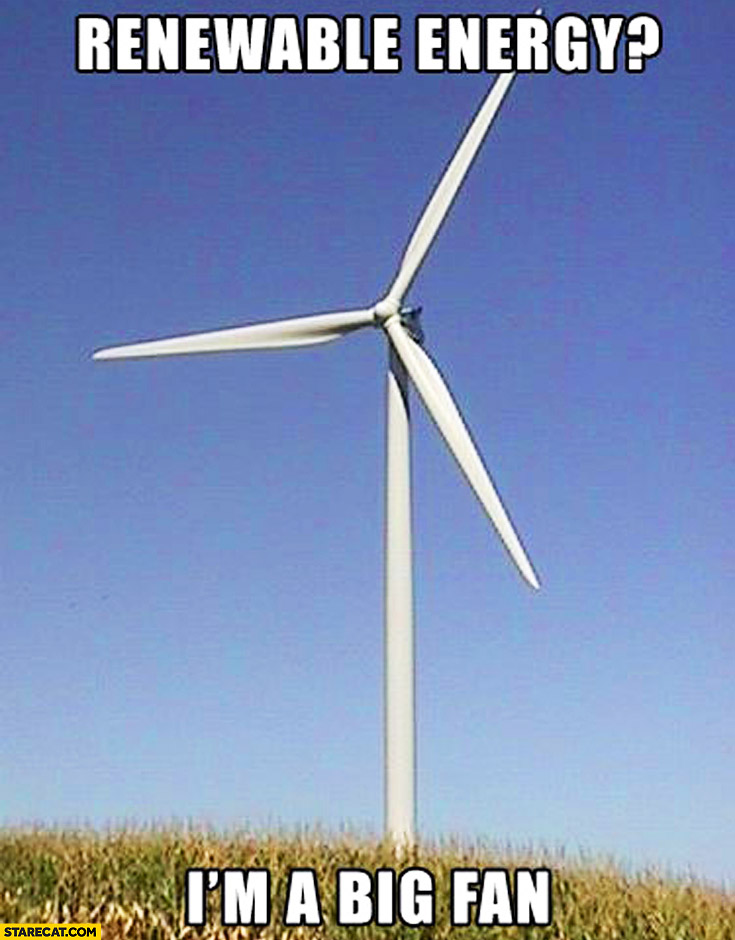 RENEWABLE ENERGY?
I'M A BIG FAN
STARECAT.COM